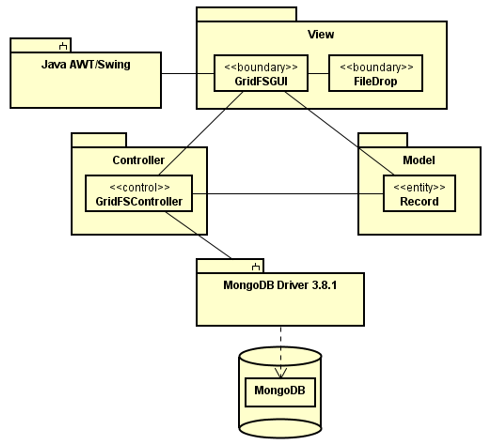 View
Java AWT/Swing
<<boundary>>
GridFSGUI
<<boundary>>
FileDrop
Controller
<<control>>
GridFSController
Model
<<entity>>
Record
MongoDB Driver 3.8.1
MongoDB